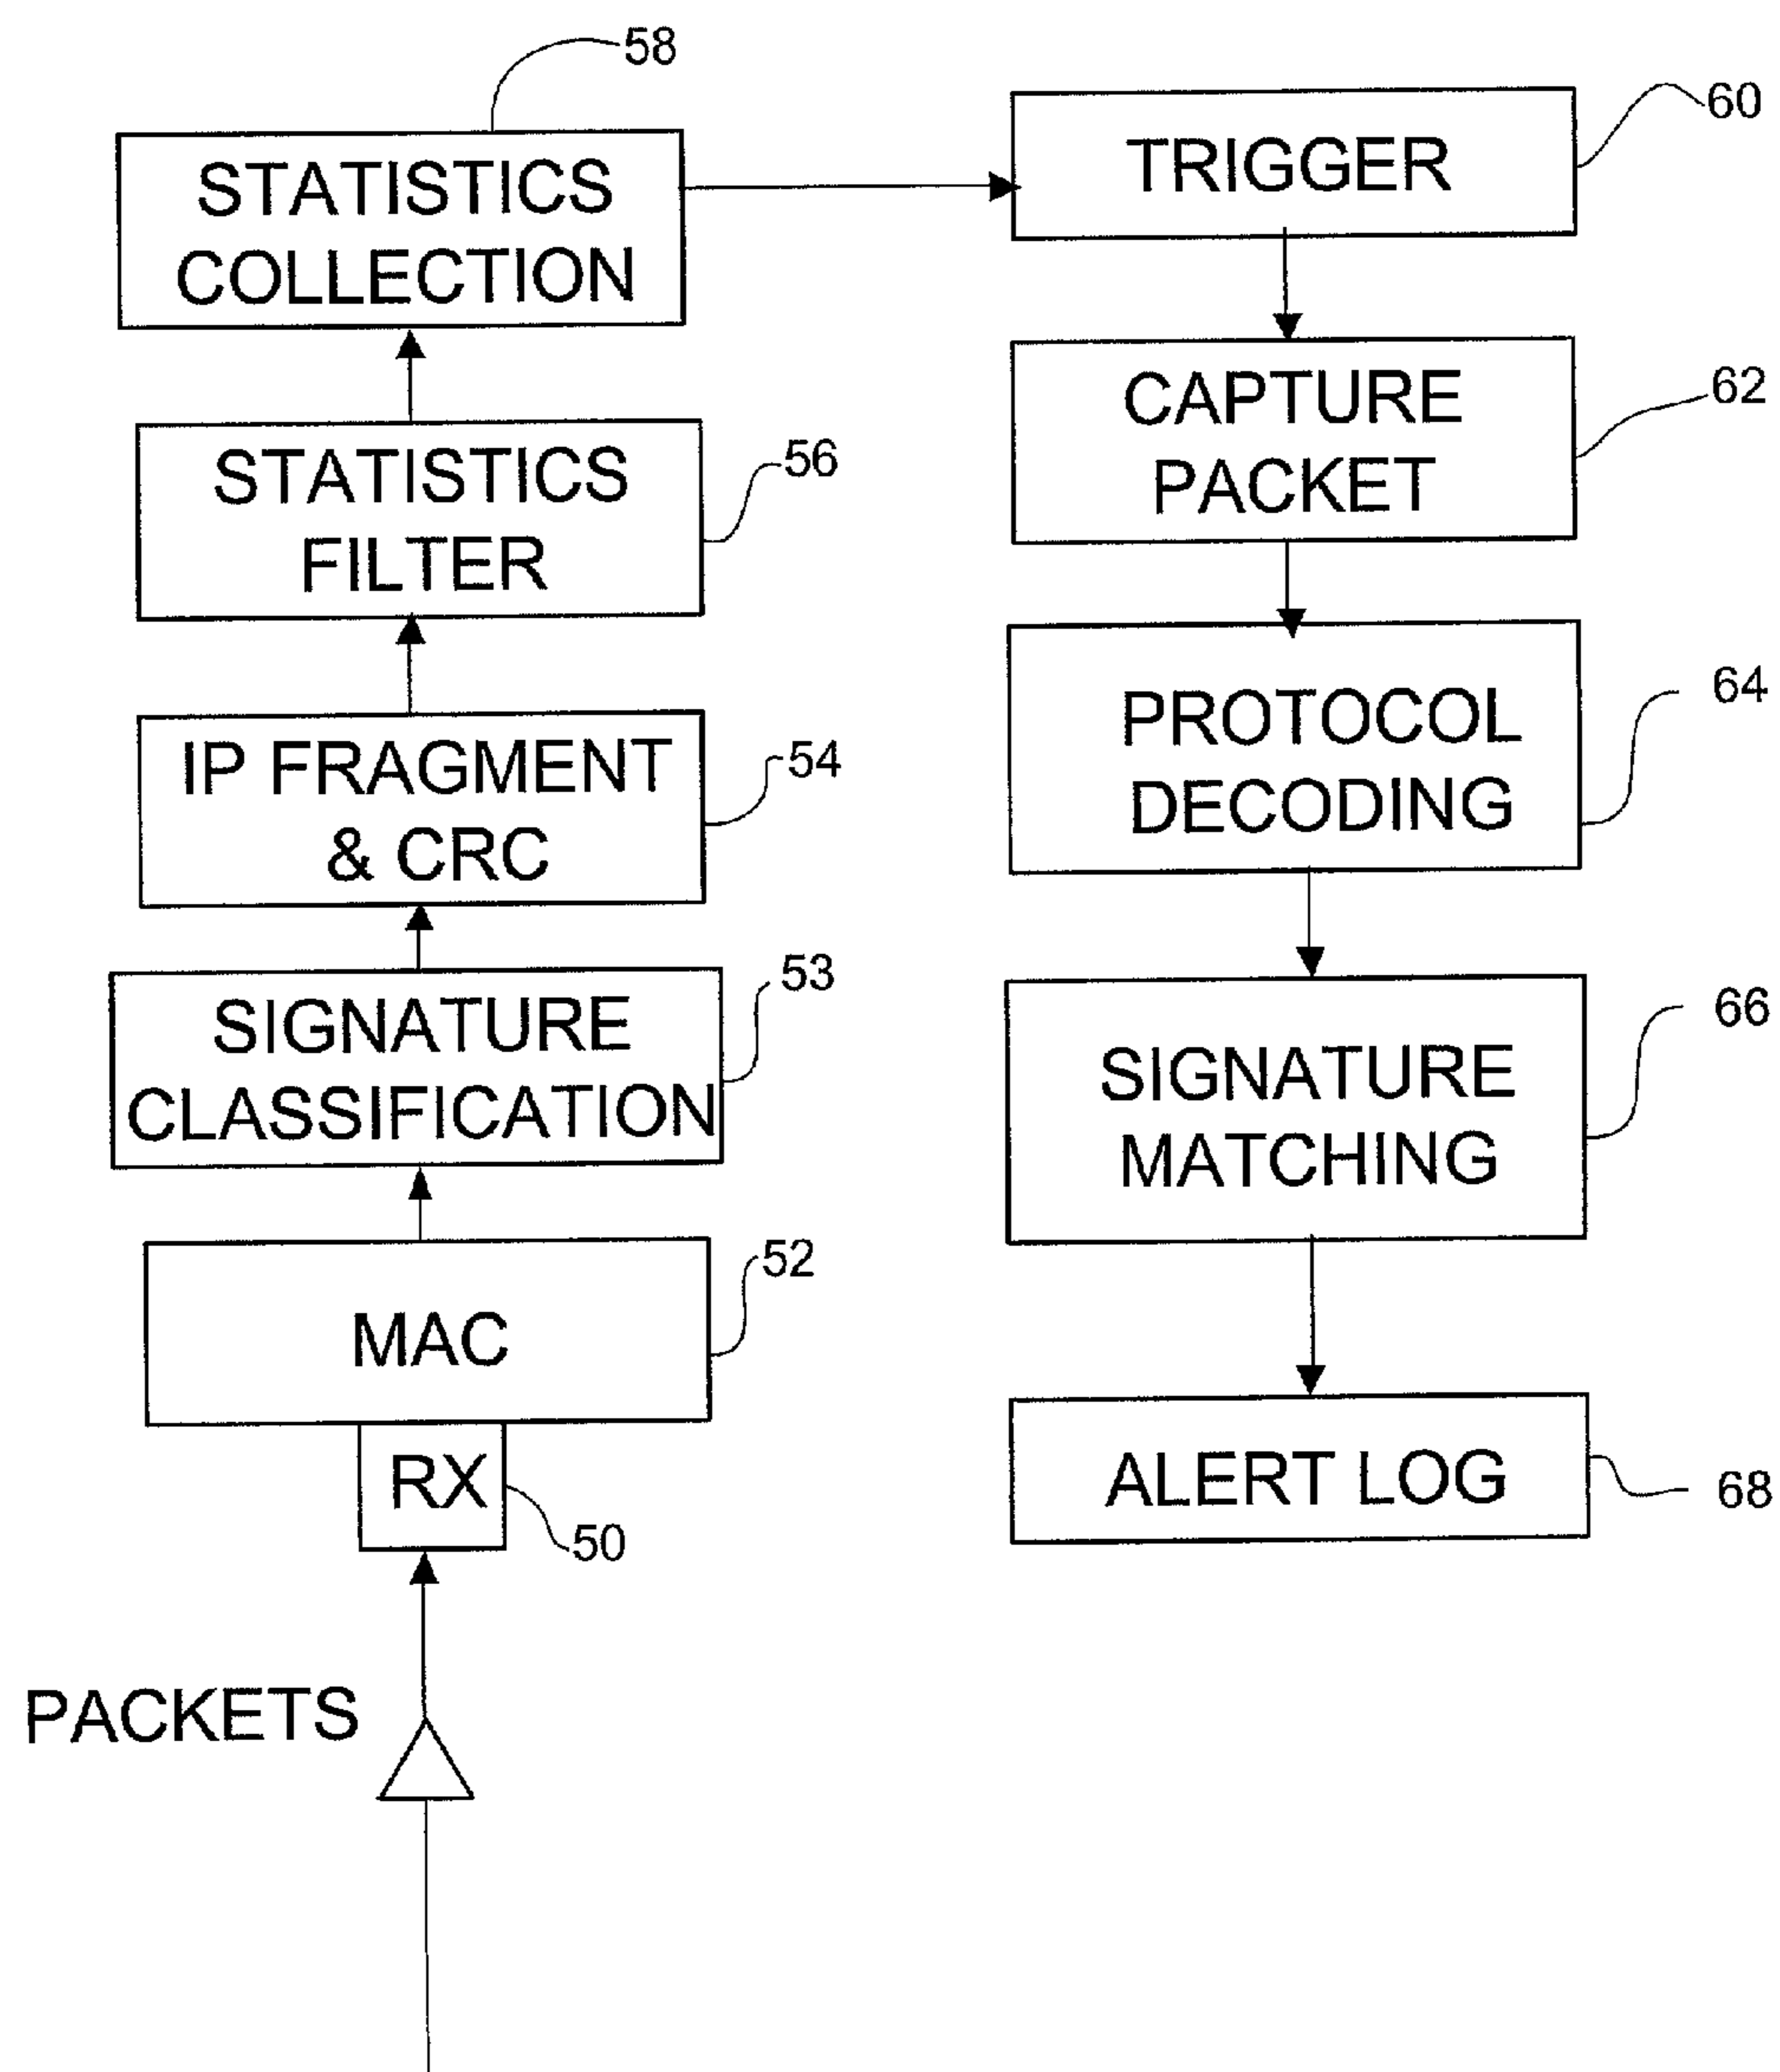 58
STATISTICS
COLLECTION
STATISTICS
FILTER
56
IP FRAGMENT
& CRC
54
SIGNATURE
CLASSIFICATION
53
MAC
52
RX
50
PACKETS
TRIGGER
60
CAPTURE
PACKET
62
PROTOCOL
DECODING
64
SIGNATURE
MATCHING
66
ALERT LOG
68